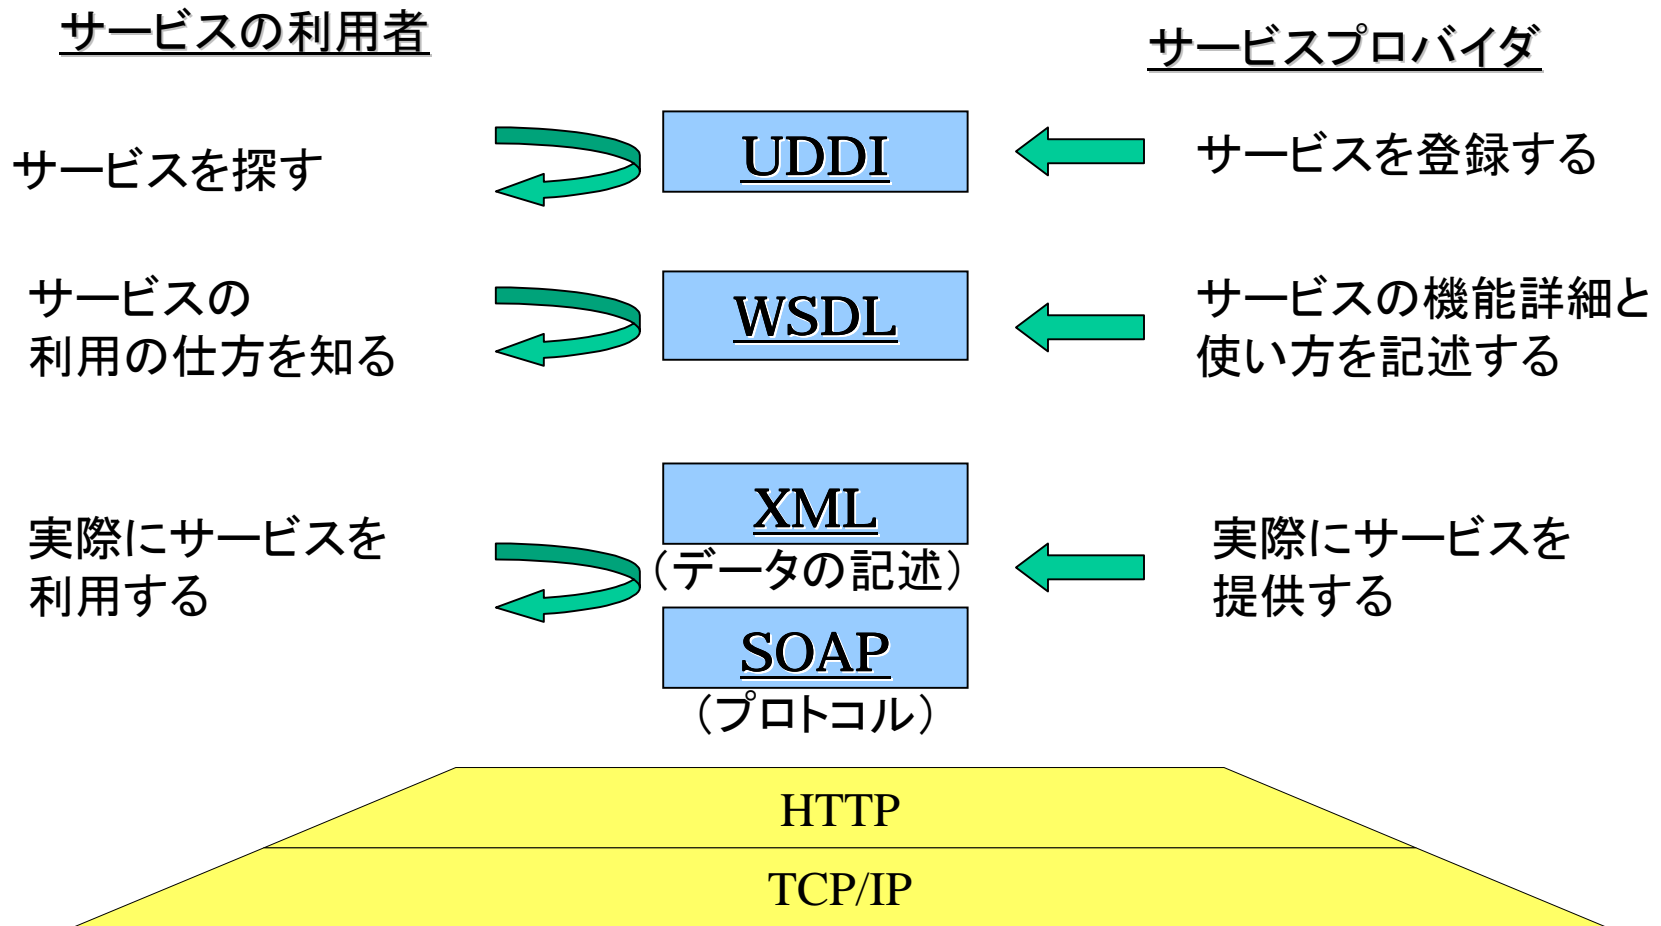 サービスの利用者
サービスプロバイダ
サービスを探す
UDDI
サービスを登録する
サービスの
利用の仕方を知る
WSDL
サービスの機能詳細と
使い方を記述する
実際にサービスを
利用する
XML
（データの記述）
SOAP
（プロトコル）
実際にサービスを
提供する
HTTP
TCP/IP